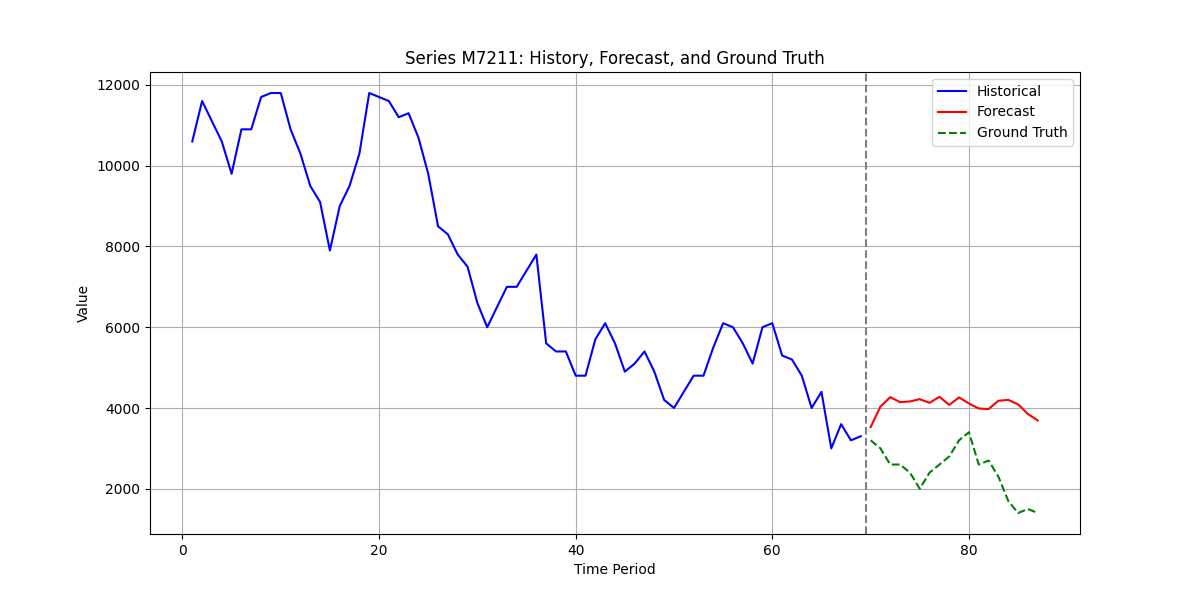 Series M7211: History, Forecast, and Ground Truth
Historical
Forecast
Ground Truth
12000
10000
8000
6000
4000
2000
Value
0 20 40 60 80
Time Period